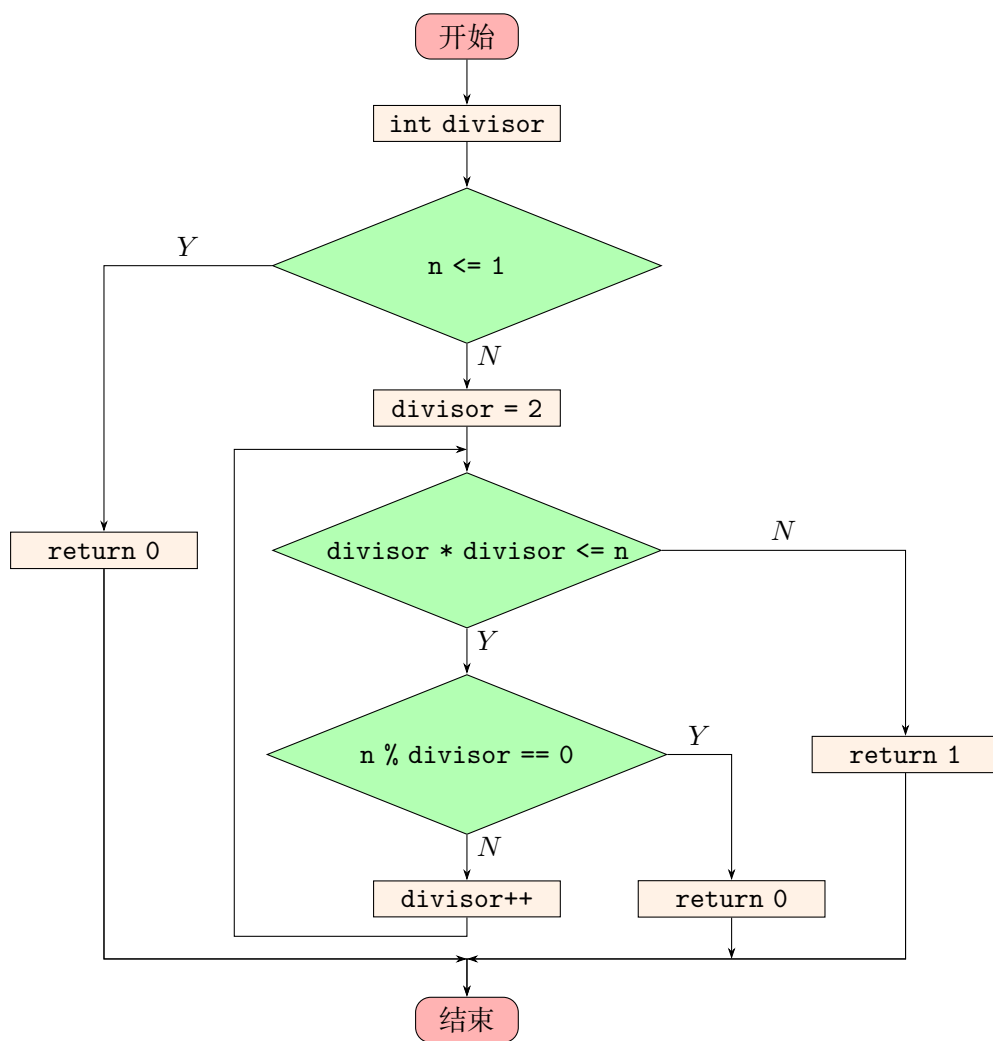 开始
int divisor
n <= 1
Y
N
divisor = 2
divisor * divisor <= n
N
return 0
Y
n % divisor == 0
Y
return 1
N
divisor++
return 0
结束